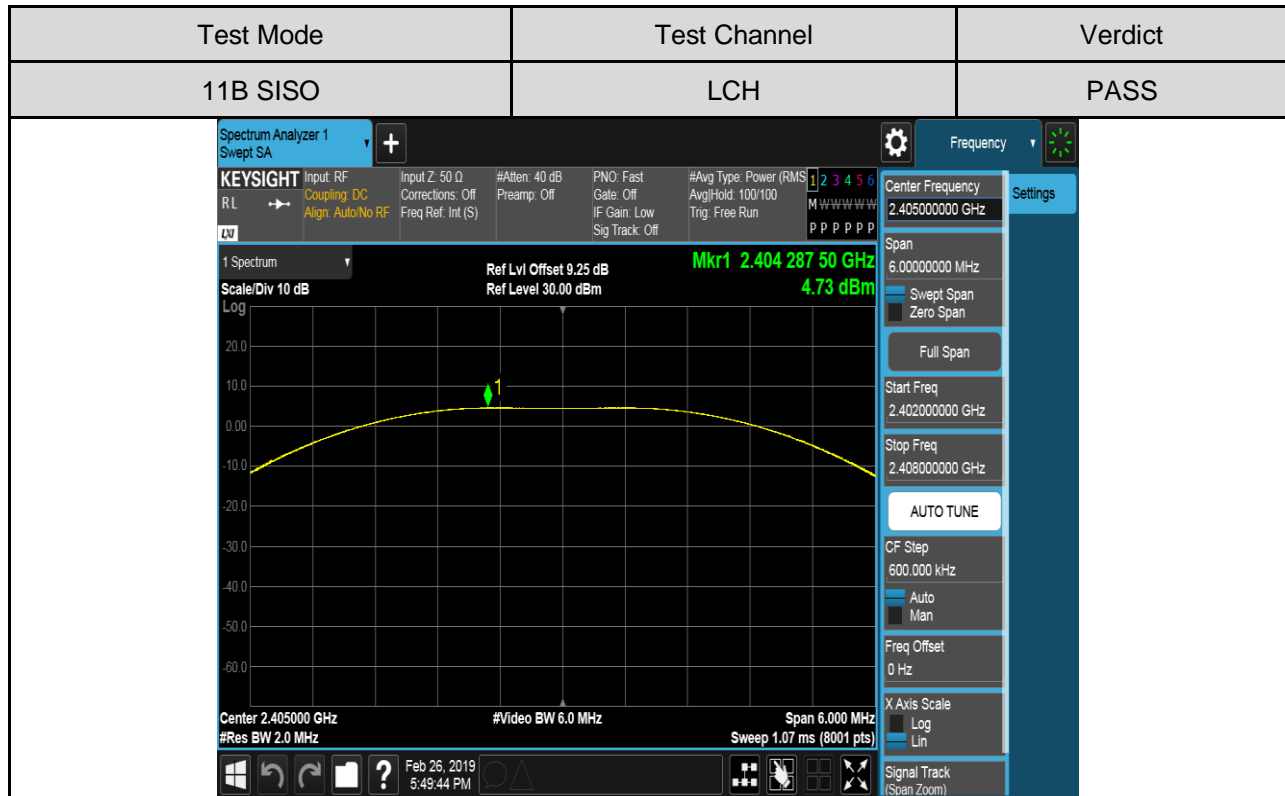 Test Mode Test Channel Verdict
11B SISO LCH PASS
Spectrum Analyzer 1
Swept SA
+
Frequency
KEYSIGHT
RL
LXI
Input: RF
Coupling: DC
Align: Auto/No RF
Input Z: 50 Ω
Corrections: Off
Freq Ref: Int (S)
#Atten: 40 dB
Preamp: Off
PNO: Fast
Gate: Off
IF Gain: Low
Sig Track: Off
#Avg Type: Power (RMS
Avg|Hold: 100/100
Trig: Free Run
1 2 3 4 5 6
M W W W W W
P P P P P P
Center Frequency
2.405000000 GHz
Settings
1 Spectrum
Scale/Div 10 dB
Ref Lvl Offset 9.25 dB
Ref Level 30.00 dBm
Mkr1 2.404 287 50 GHz
4.73 dBm
Log
20.0
10.0
0.00
-10.0
-20.0
-30.0
-40.0
-50.0
-60.0
1
Center 2.405000 GHz
#Res BW 2.0 MHz
#Video BW 6.0 MHz
Span 6.000 MHz
Sweep 1.07 ms (8001 pts)
Span
6.00000000 MHz
Swept Span
Zero Span
Full Span
Start Freq
2.402000000 GHz
Stop Freq
2.408000000 GHz
AUTO TUNE
CF Step
600.000 kHz
Auto
Man
Freq Offset
0 Hz
X Axis Scale
Log
Lin
Signal Track
(Span Zoom)
?
Feb 26, 2019
5:49:44 PM